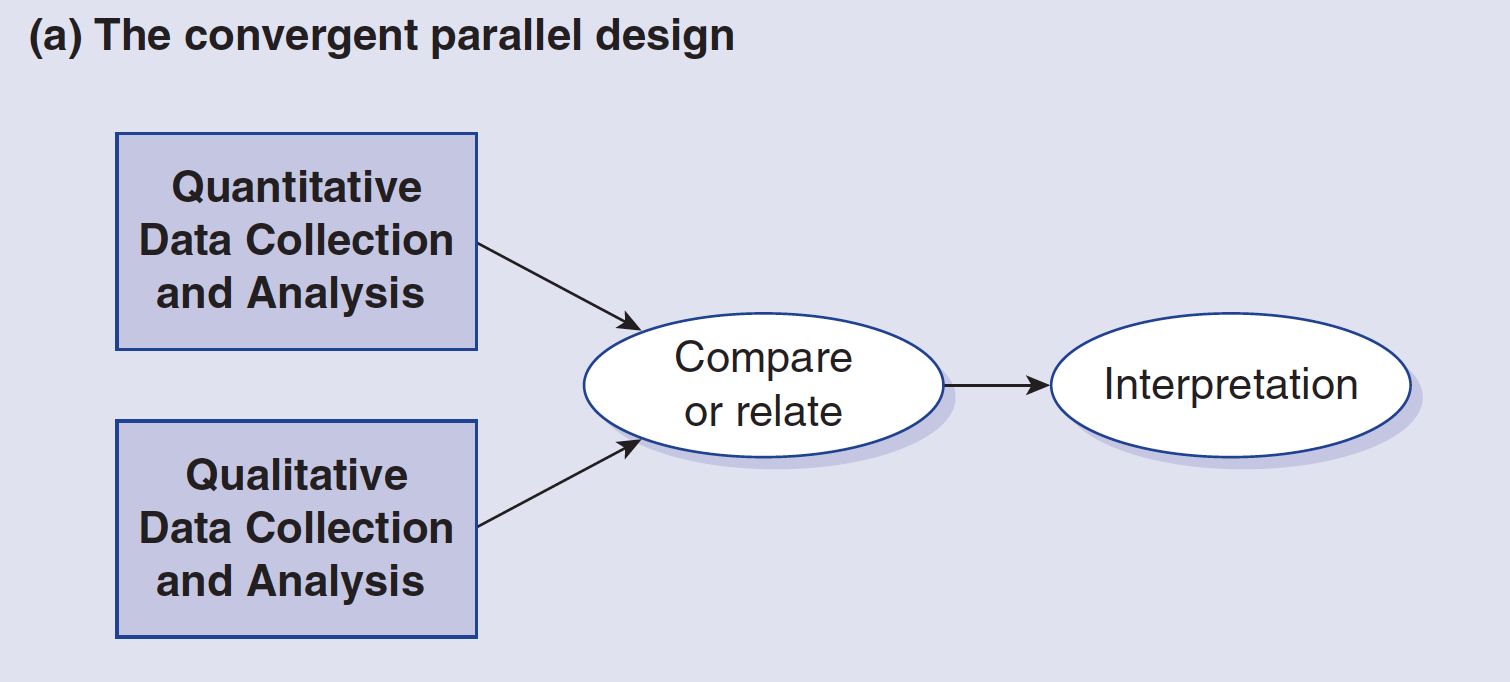 (a) The convergent parallel design
Quantitative
Data Collection
and Analysis
Qualitative
Data Collection
and Analysis
Compare
or relate
Interpretation